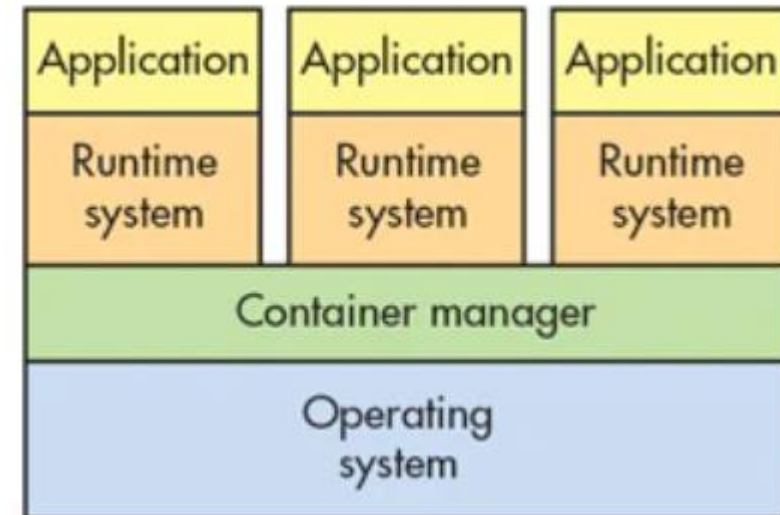 Application Application Application
Runtime Runtime Runtime
system system system
Container manager
Operating
system